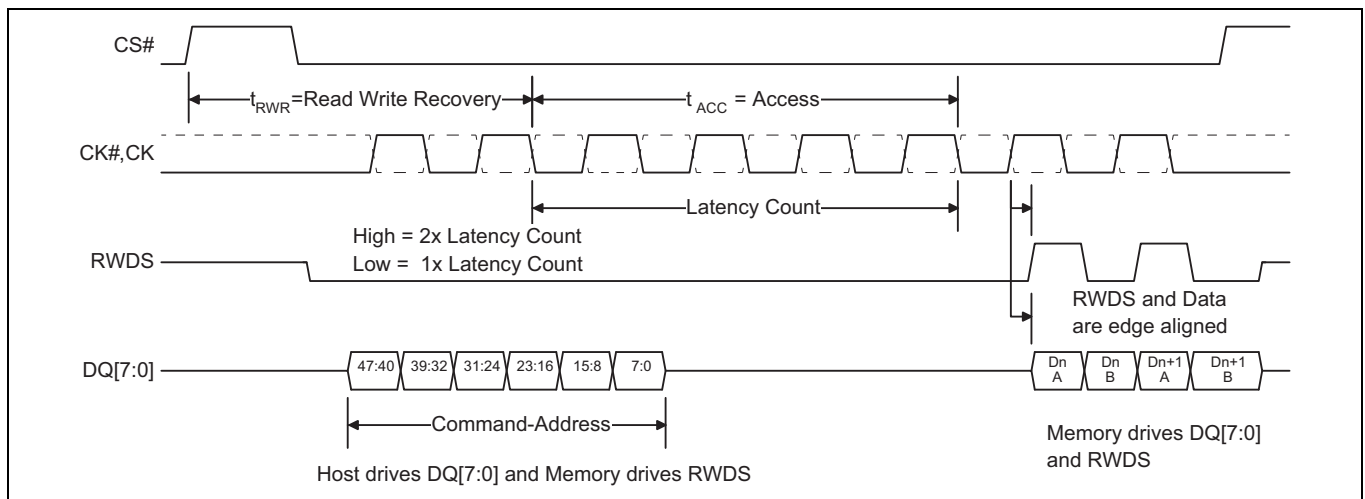 CS#
tRWR=Read Write Recovery
tACC = Access
CK#,CK
Latency Count
High = 2x Latency Count
Low = 1x Latency Count
RWDS
RWDS and Data
are edge aligned
DQ[7:0]
47:40 39:32 31:24 23:16 15:8 7:0
Dn
A
Dn
B
Dn+1
A
Dn+1
B
Command-Address
Memory drives DQ[7:0]
and RWDS
Host drives DQ[7:0] and Memory drives RWDS